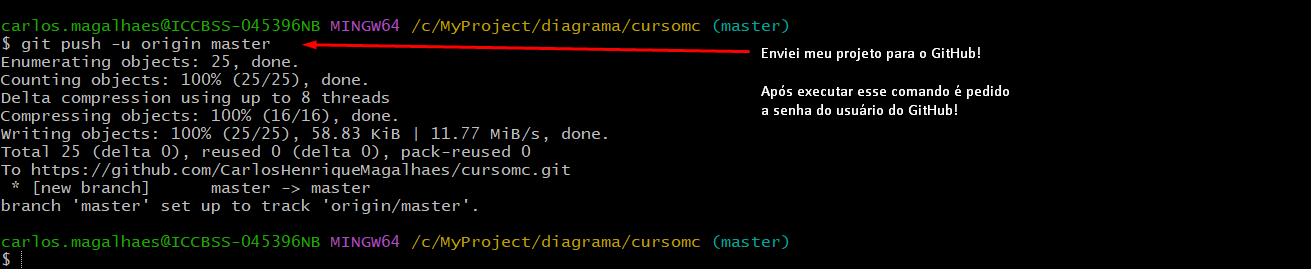 carlos.magalhaes@ICCBSS-045396NB MINGW64 /c/MyProject/diagrama/cursomc (master)
$ git push -u origin master
Enviei meu projeto para o GitHub!
Enumerating objects: 25, done.
Counting objects: 100% (25/25), done.
Após executar esse comando é pedido
Delta compression using up to 8 threads
a senha do usuário do GitHub!
Compressing objects: 100% (16/16), done.
Writing objects: 100% (25/25), 58.83 KiB | 11.77 MiB/s, done.
Total 25 (delta 0), reused 0 (delta 0), pack-reused 0
To https://github.com/CarlosHenriqueMagalhaes/cursomc.git
 * [new branch]      master -> master
branch 'master' set up to track 'origin/master'.
carlos.magalhaes@ICCBSS-045396NB MINGW64 /c/MyProject/diagrama/cursomc (master)
$